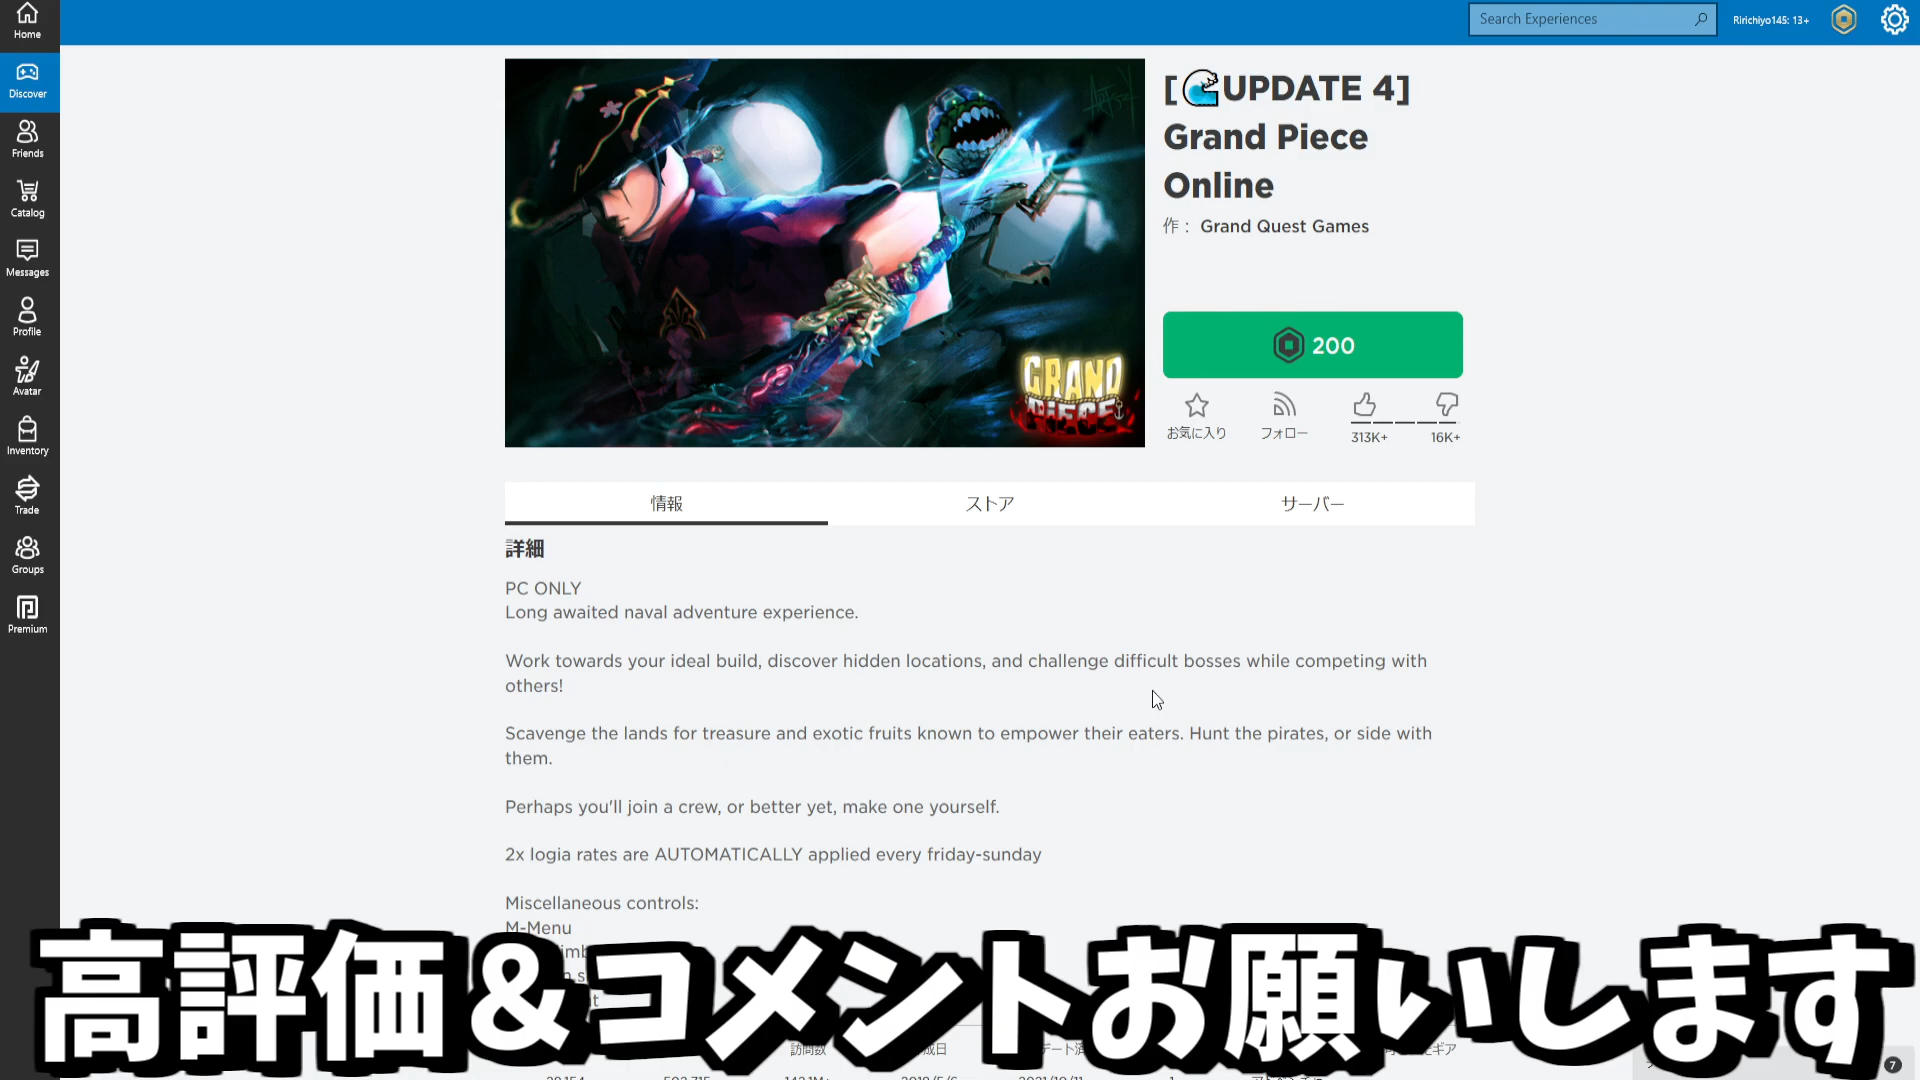 Home
Discover
Friends
Catalog
Messages
Profile
Avatar
Inventory
Trade
Groups
Premium
Search Experiences
Ririchiyo145: 13+
GRAND
PIECE
[UPDATE 4]
Grand Piece
Online
作： Grand Quest Games
200
お気に入り
フォロー
313K+
16K+
情報
ストア
サーバー
詳細
PC ONLY
Long awaited naval adventure experience.
Work towards your ideal build, discover hidden locations, and challenge difficult bosses while competing with
others!
Scavenge the lands for treasure and exotic fruits known to empower their eaters. Hunt the pirates, or side with
them.
Perhaps you'll join a crew, or better yet, make one yourself.
2x logia rates are AUTOMATICALLY applied every friday-sunday
Miscellaneous controls:
M-Menu
高評価&コメントお願いします
訪問数
7